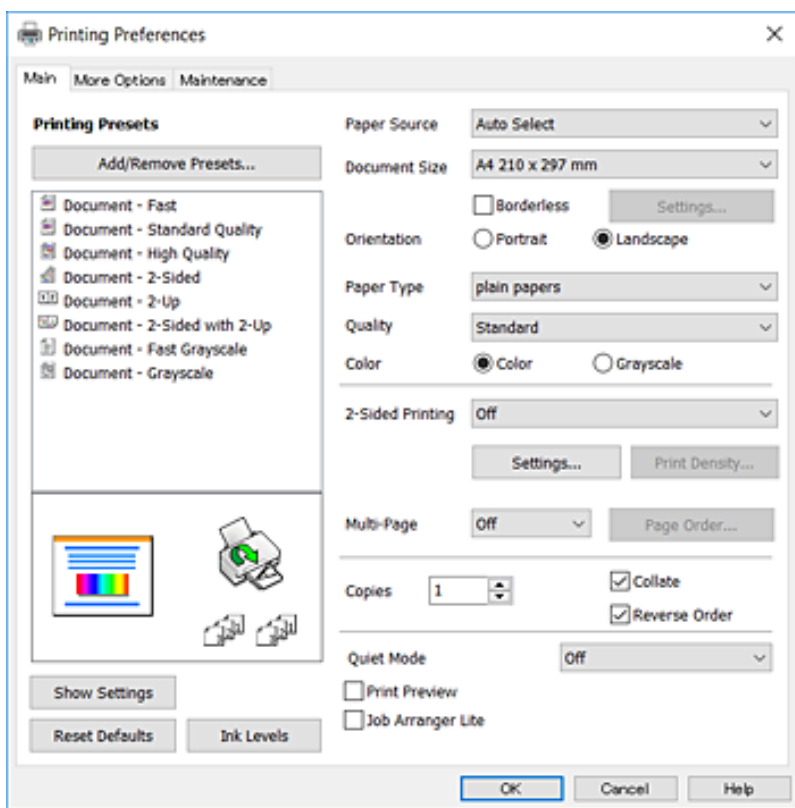 Printing Preferences
Main More Options Maintenance
Printing Presets
Add/Remove Presets...
Document - Fast
Document - Standard Quality
Document - High Quality
Document - 2-Sided
Document - 2-Up
Document - 2-Sided with 2-Up
Document - Fast Grayscale
Document - Grayscale
Show Settings
Reset Defaults Ink Levels
Paper Source Auto Select
Document Size A4 210 x 297 mm
Borderless Settings...
Orientation Portrait Landscape
Paper Type plain papers
Quality Standard
Color Color Grayscale
2-Sided Printing Off
Settings... Print Density...
Multi-Page Off Page Order...
Copies 1 Collate
Reverse Order
Quiet Mode Off
Print Preview
Job Arranger Lite
OK Cancel Help